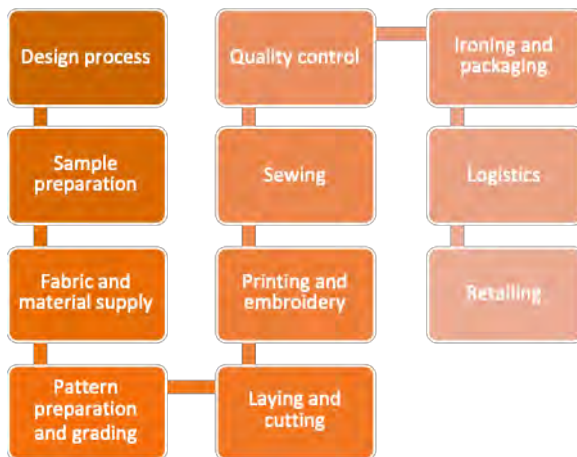 Design process
Sample
preparation
Fabric and
material supply
Pattern
preparation
and grading
Laying and
cutting
Printing and
embroidery
Sewing
Quality control
Ironing and
packaging
Logistics
Retailing